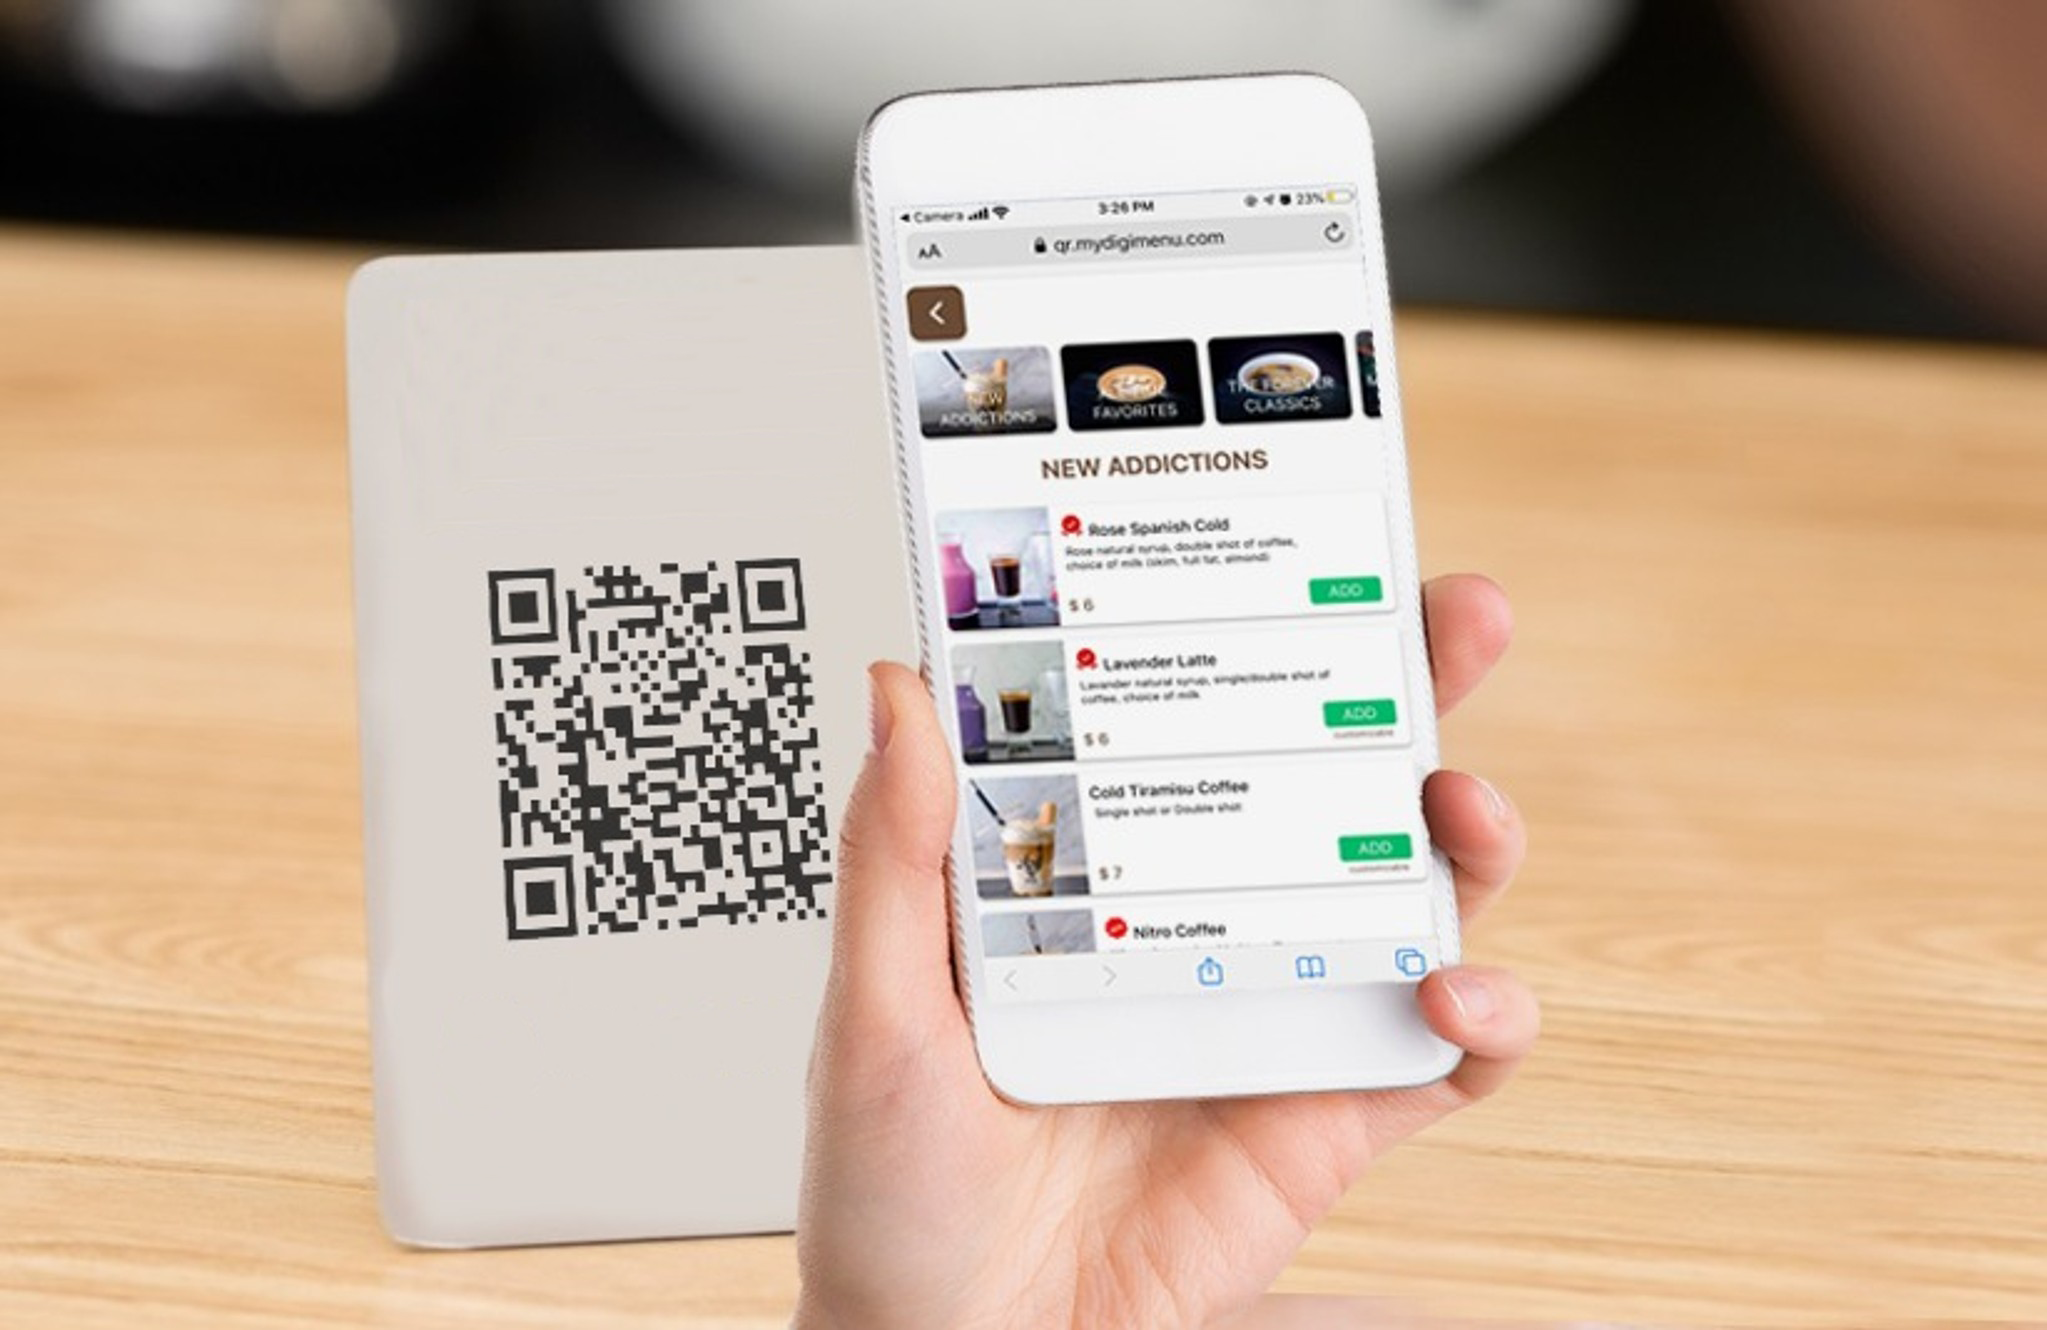 Camera
3:26 PM
23%
AA
qr.mydigimenu.com
NEW
ADDICTIONS
FAVORITES
THE FOREVER
CLASSICS
M
NEW ADDICTIONS
Rose Spanish Cold
Rose natural syrup, double shot of coffee,
choice of milk (skim, full fat, almond)
$ 6
ADD
Lavender Latte
Lavander natural syrup, single/double shot of
coffee, choice of milk
$ 6
ADD
customizable
Cold Tiramisu Coffee
Single shot or Double shot
$ 7
ADD
customizable
Nitro Coffee